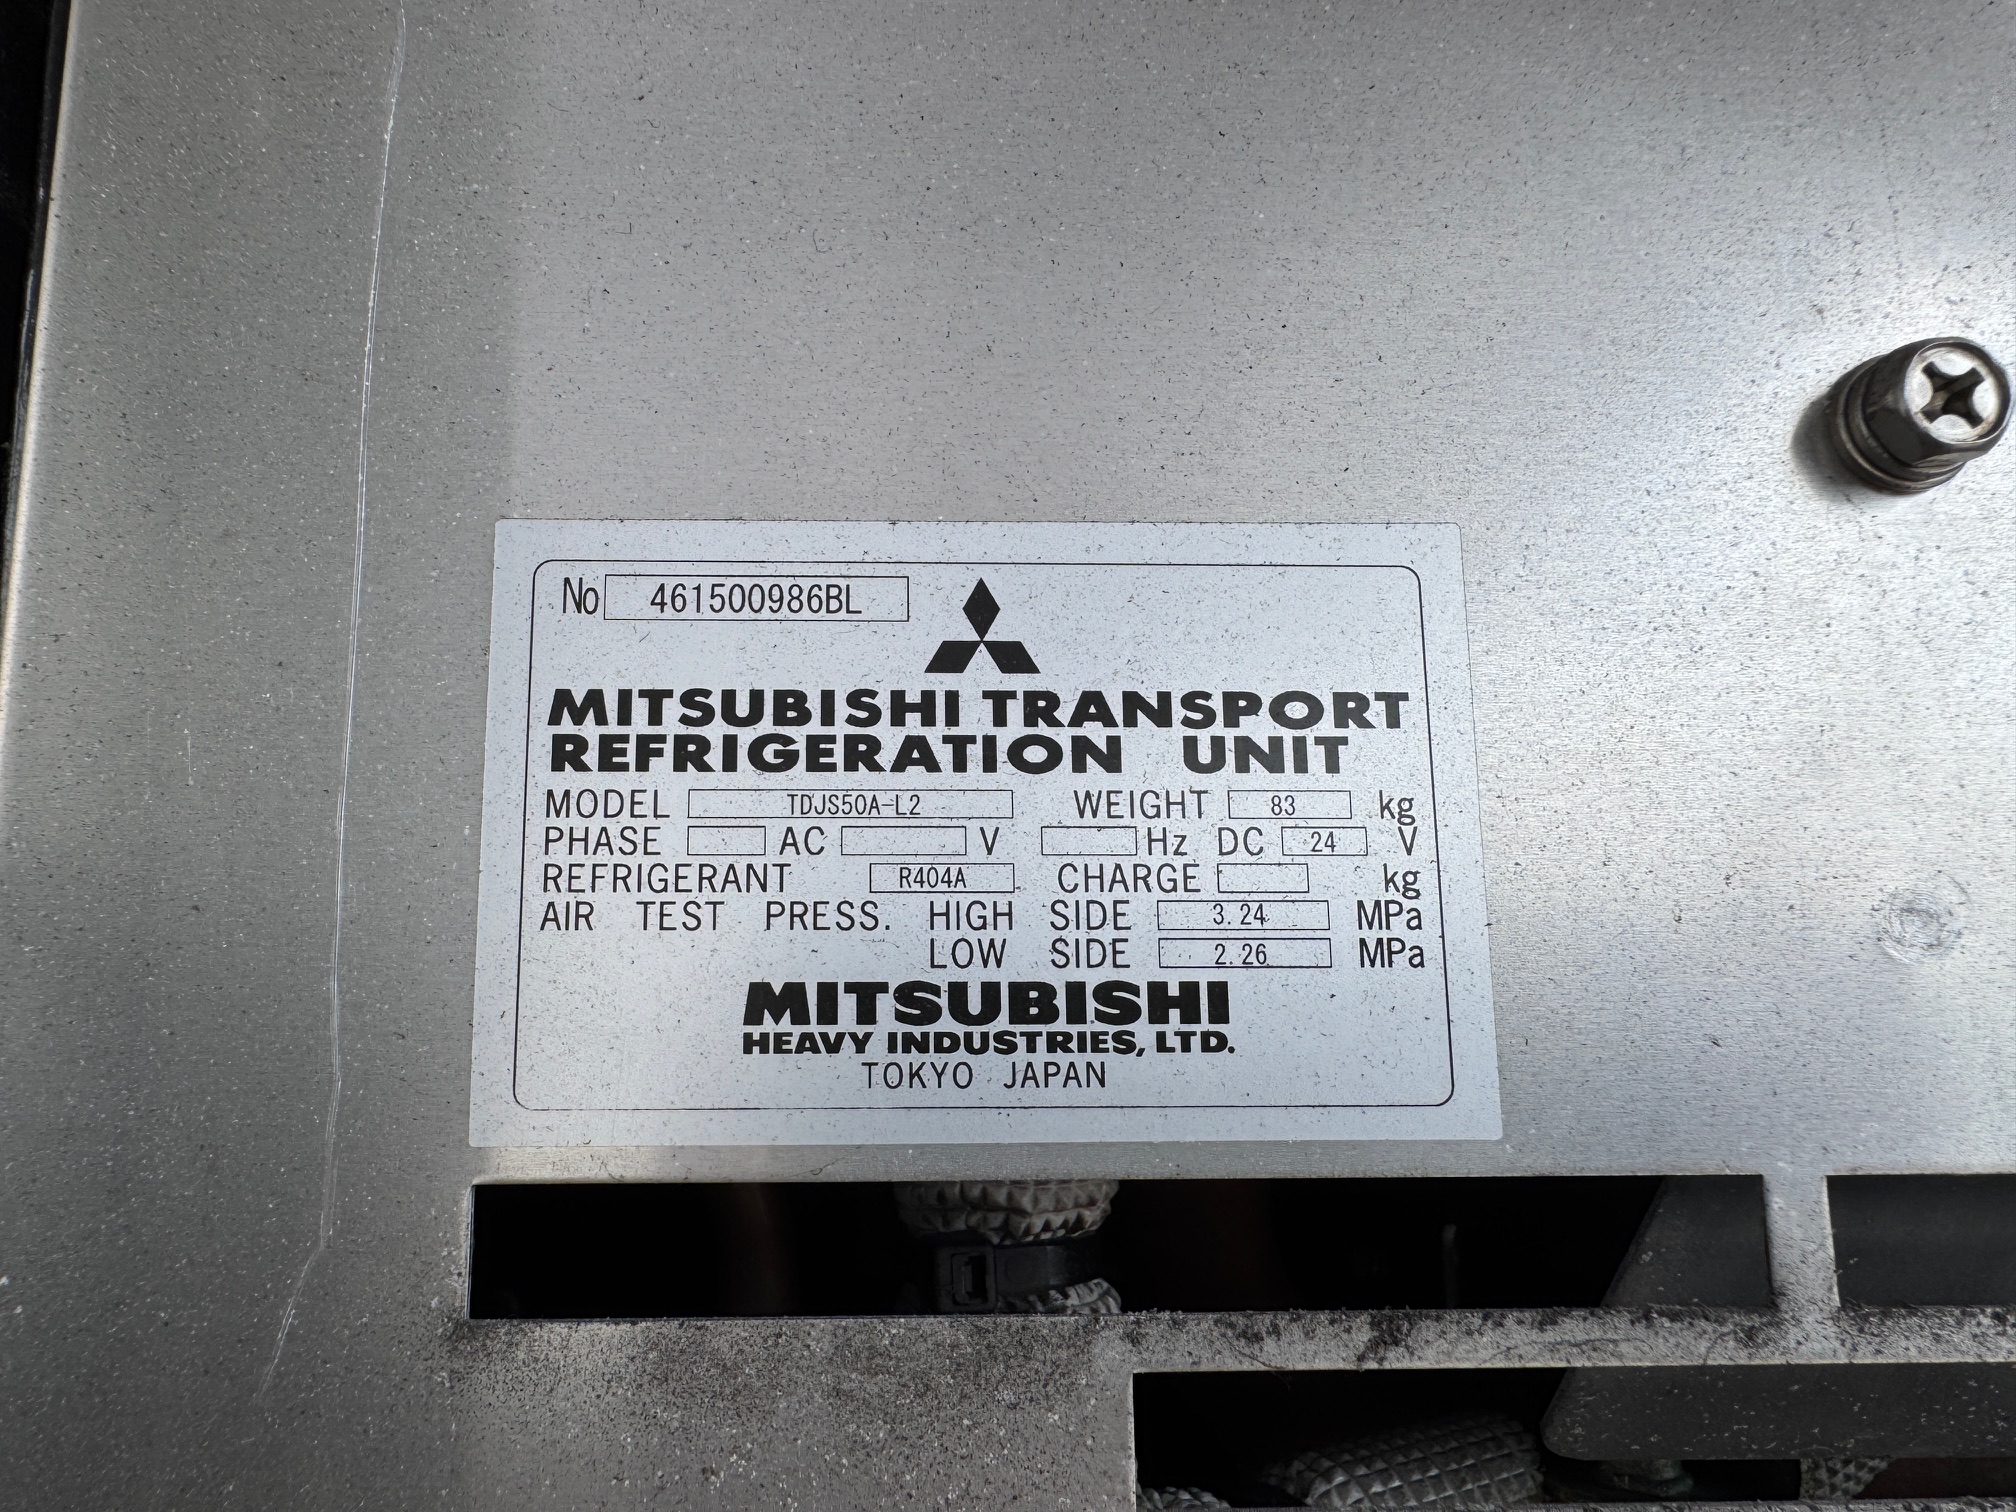 No 461500986BL
MITSUBISHI TRANSPORT
REFRIGERATION UNIT
MODEL TDJS50A-L2 WEIGHT 83 kg
PHASE AC V Hz DC 24 V
REFRIGERANT R404A CHARGE kg
AIR TEST PRESS. HIGH SIDE 3.24 MPa
LOW SIDE 2.26 MPa
MITSUBISHI
HEAVY INDUSTRIES, LTD.
TOKYO JAPAN